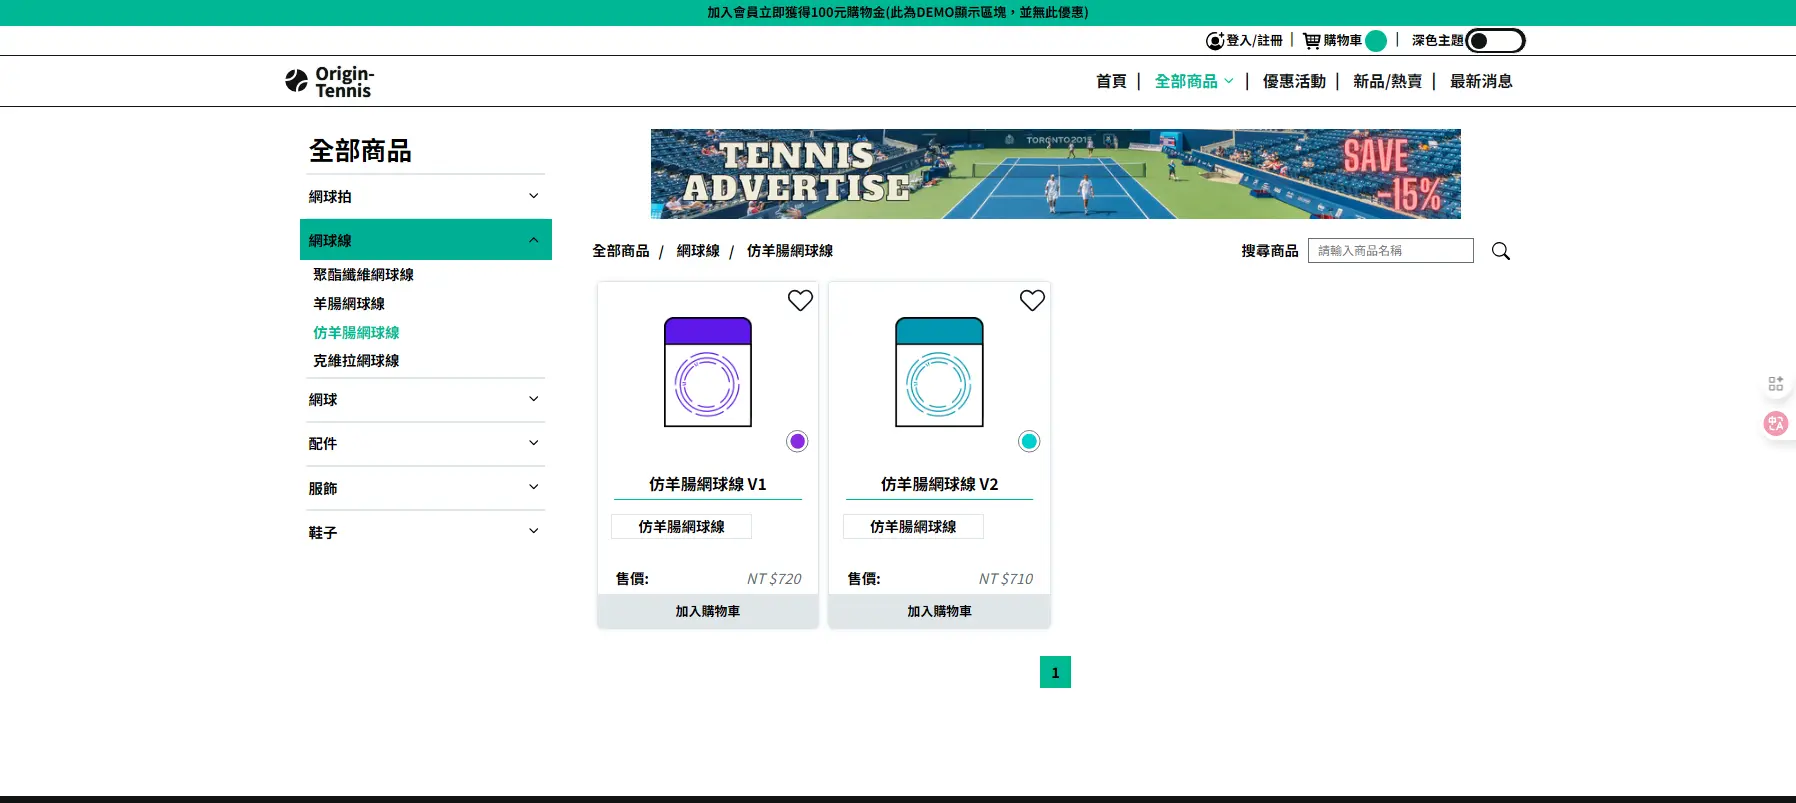 加入會員立即獲得100元購物金(此為DEMO顯示區塊，並無此優惠)
登入/註冊 | 購物車 | 深色主題
Origin-
Tennis
首頁 | 全部商品 | 優惠活動 | 新品/熱賣 | 最新消息
全部商品
網球拍
網球線
聚酯纖維網球線
羊腸網球線
仿羊腸網球線
克維拉網球線
網球
配件
服飾
鞋子
TENNIS
ADVERTISE
TORONTO2015
SAVE
-15%
全部商品 / 網球線 / 仿羊腸網球線
搜尋商品 請輸入商品名稱
仿羊腸網球線 V1
仿羊腸網球線
售價: NT $720
加入購物車
仿羊腸網球線 V2
仿羊腸網球線
售價: NT $710
加入購物車
1